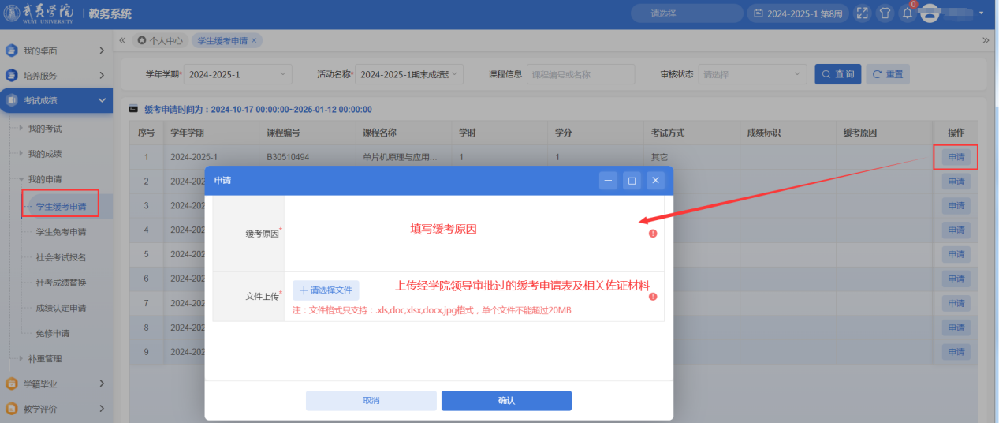 武夷学院
WUYI UNIVERSITY
教务系统
请选择
2024-2025-1 第8周
0
我的桌面
培养服务
考试成绩
我的考试
我的成绩
我的申请
学生缓考申请
学生免考申请
社会考试报名
社考成绩替换
成绩认定申请
免修申请
补重管理
学籍毕业
教学评价
个人中心
学生缓考申请
学年学期* 2024-2025-1 活动名称* 2024-2025-1期末成绩 课程信息 课程编号或名称 审核状态 请选择 查询 重置
缓考申请时间为：2024-10-17 00:00:00~2025-01-12 00:00:00
序号 学年学期 课程编号 课程名称 学时 学分 考试方式 成绩标识 缓考原因 操作
1 2024-2025-1 B30510494 单片机原理与应用... 1 1 其它 申请
2 2024-202 申请
3 2024-202 申请
4 2024-202 申请
5 2024-202 申请
6 2024-202 申请
7 2024-202 申请
8 2024-202 申请
9 2024-202 申请
申请
缓考原因*
填写缓考原因
文件上传*
请选择文件
上传经学院领导审批过的缓考申请表及相关佐证材料
注：文件格式只支持：.xls,doc,xlsx,docx,jpg格式，单个文件不能超过20MB
取消
确认